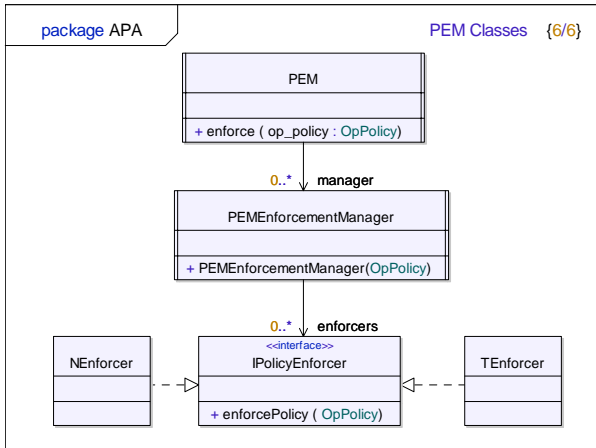 package APA
PEM Classes {6/6}
PEM
+ enforce ( op_policy : OpPolicy)
0..* manager
PEMEnforcementManager
+ PEMEnforcementManager(OpPolicy)
0..* enforcers
NEnforcer
<<interface>>
IPolicyEnforcer
+ enforcePolicy ( OpPolicy)
TEnforcer